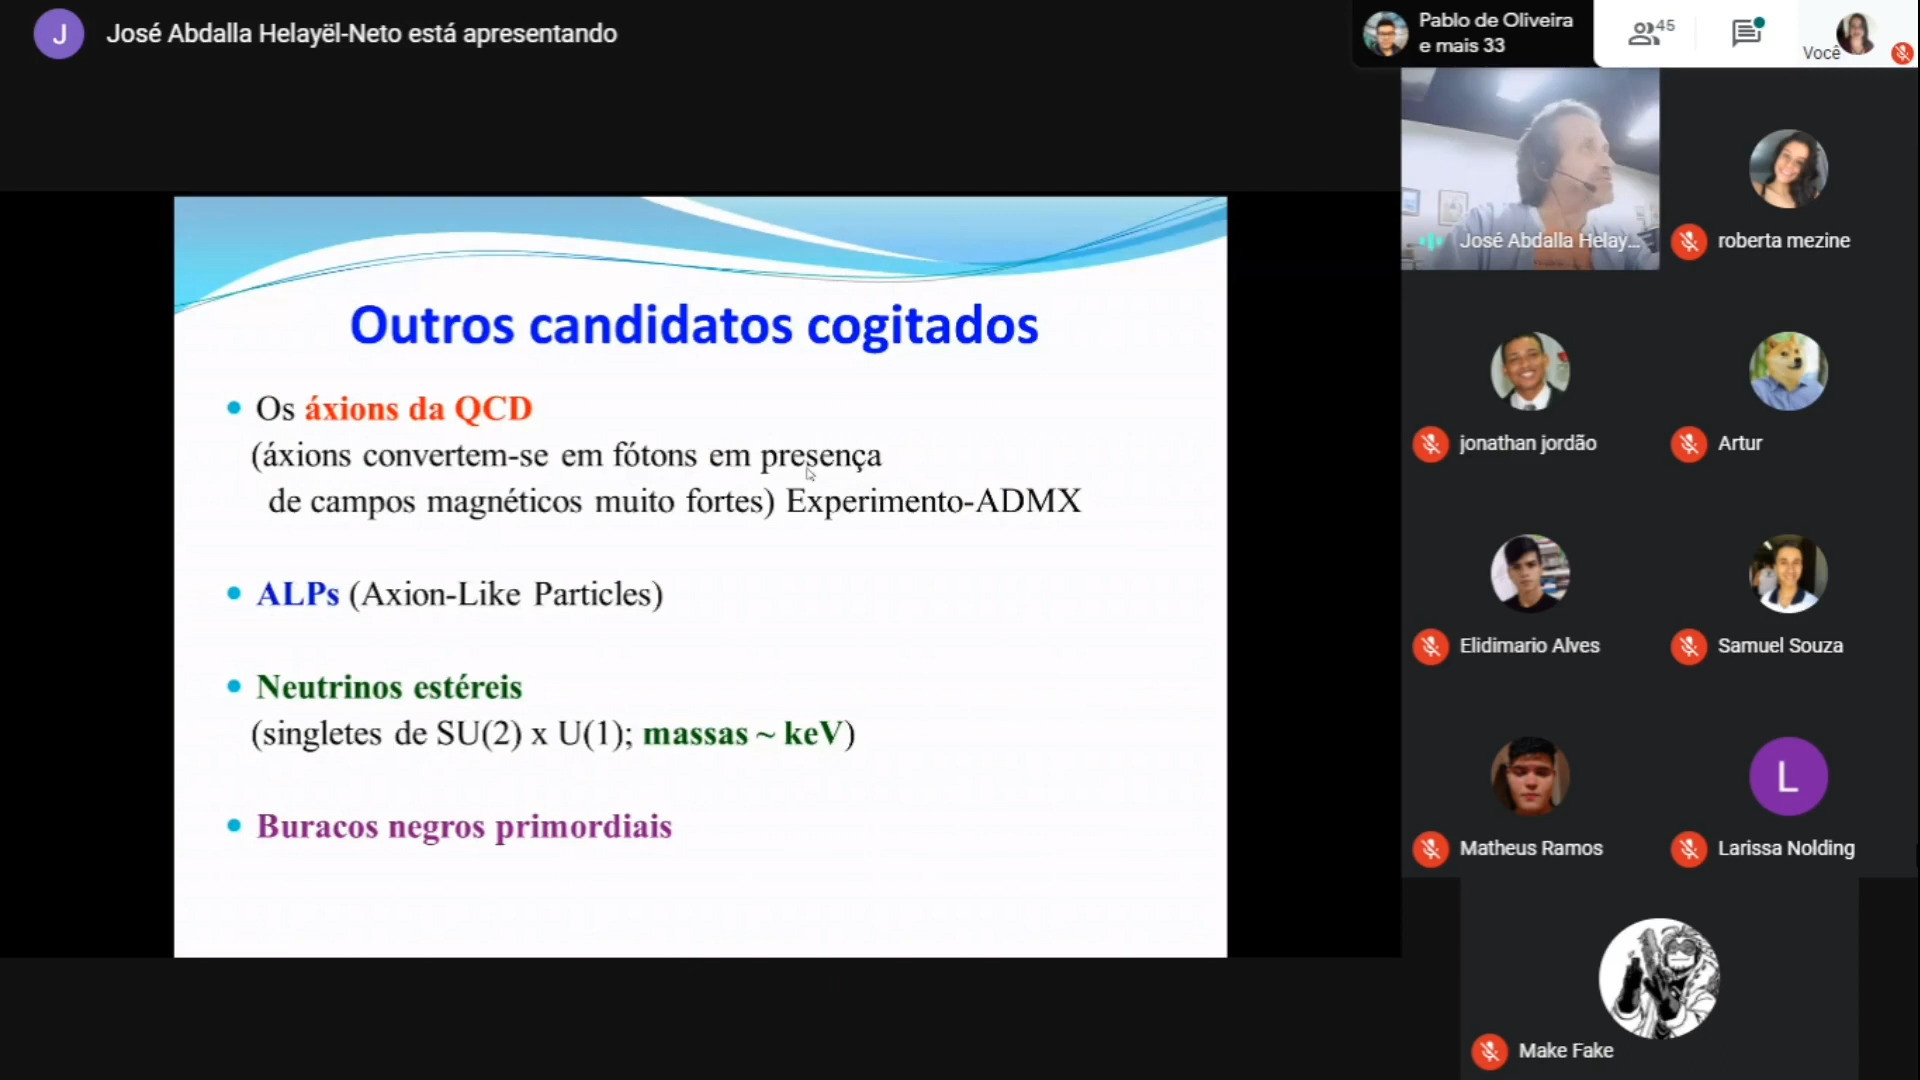 J
José Abdalla Helayël-Neto está apresentando
Pablo de Oliveira
e mais 33
45
Você
Outros candidatos cogitados
• Os áxions da QCD
(áxions convertem-se em fótons em presença
de campos magnéticos muito fortes) Experimento-ADMX
• ALPs (Axion-Like Particles)
• Neutrinos estéreis
(singletes de SU(2) x U(1); massas ~ keV)
• Buracos negros primordiais
José Abdalla Helay...
roberta mezine
jonathan jordão
Artur
Elidimario Alves
Samuel Souza
Matheus Ramos
L
Larissa Nolding
Make Fake